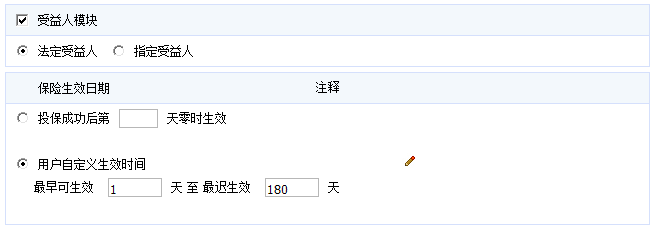 受益人模块
法定受益人 指定受益人
保险生效日期 注释
投保成功后第 天零时生效
用户自定义生效时间
最早可生效 1 天 至 最迟生效 180 天